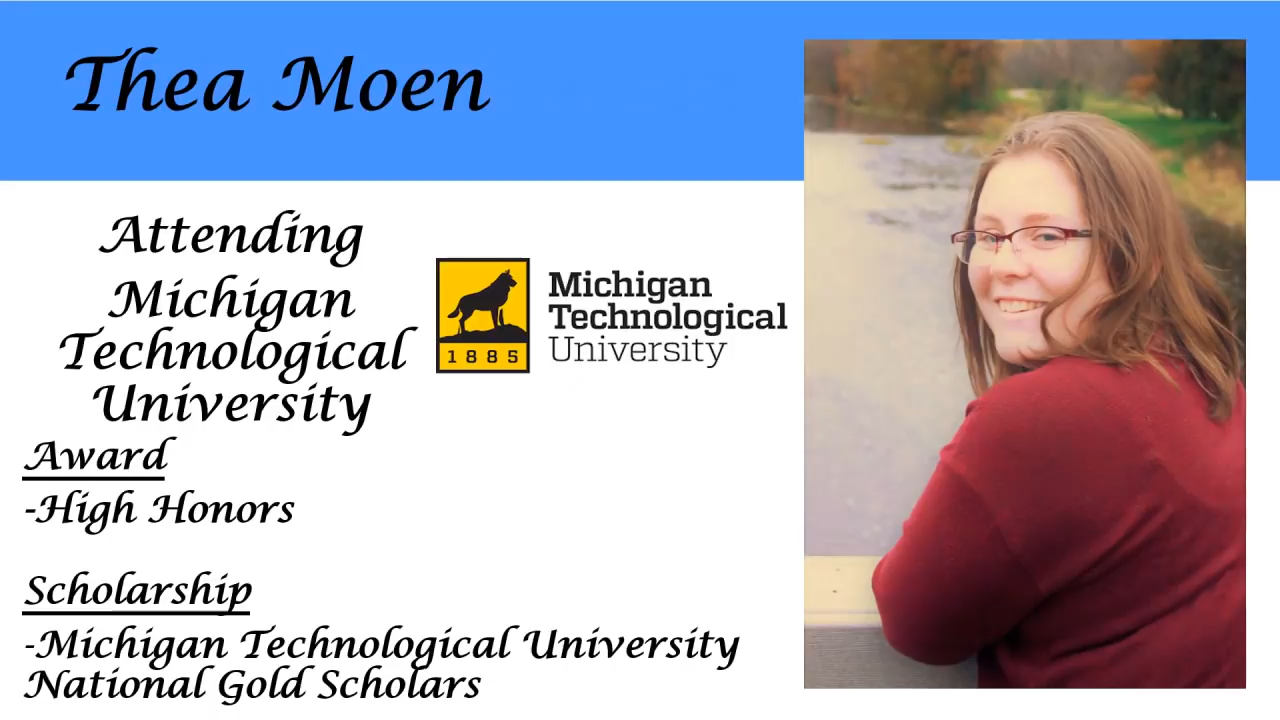 Thea Moen
Attending
Michigan
Technological
University
1885
Michigan
Technological
University
Award
-High Honors
Scholarship
-Michigan Technological University
National Gold Scholars